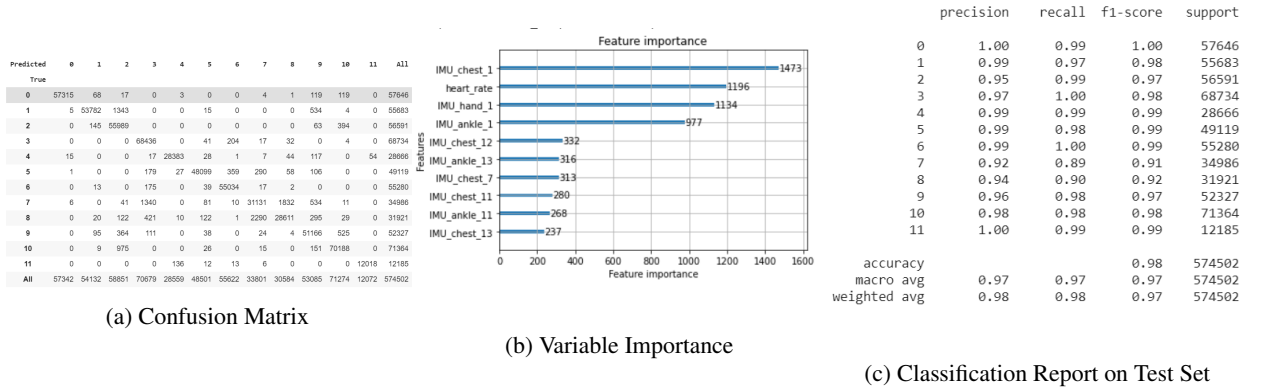 Predicted 0 1 2 3 4 5 6 7 8 9 10 11 All
True
0 57315 68 17 0 3 0 0 4 1 119 119 0 57646
1 5 53782 1343 0 0 15 0 0 0 534 4 0 55683
2 0 145 55989 0 0 0 0 0 0 63 394 0 56591
3 0 0 0 68436 0 41 204 17 32 0 4 0 68734
4 15 0 0 17 28383 28 1 7 44 117 0 54 28666
5 1 0 0 179 27 48099 359 290 58 106 0 0 49119
6 0 13 0 175 0 39 55034 17 2 0 0 0 55280
7 6 0 41 1340 0 81 10 31131 1832 534 11 0 34986
8 0 20 122 421 10 122 1 2290 28611 295 29 0 31921
9 0 95 364 111 0 38 0 24 4 51166 525 0 52327
10 0 9 975 0 0 26 0 15 0 151 70188 0 71364
11 0 0 0 0 136 12 13 6 0 0 0 12018 12185
All 57342 54132 58851 70679 28559 48501 55622 33801 30584 53085 71274 12072 574502
(a) Confusion Matrix
Feature importance
Features
IMU_chest_1 1473
heart_rate 1196
IMU_hand_1 1134
IMU_ankle_1 977
IMU_chest_12 332
IMU_ankle_13 316
IMU_chest_7 313
IMU_chest_11 280
IMU_ankle_11 268
IMU_chest_13 237
0 200 400 600 800 1000 1200 1400 1600
Feature importance
(b) Variable Importance
precision recall f1-score support
0 1.00 0.99 1.00 57646
1 0.99 0.97 0.98 55683
2 0.95 0.99 0.97 56591
3 0.97 1.00 0.98 68734
4 0.99 0.99 0.99 28666
5 0.99 0.98 0.99 49119
6 0.99 1.00 0.99 55280
7 0.92 0.89 0.91 34986
8 0.94 0.90 0.92 31921
9 0.96 0.98 0.97 52327
10 0.98 0.98 0.98 71364
11 1.00 0.99 0.99 12185
accuracy 0.98 574502
macro avg 0.97 0.97 0.97 574502
weighted avg 0.98 0.98 0.97 574502
(c) Classification Report on Test Set